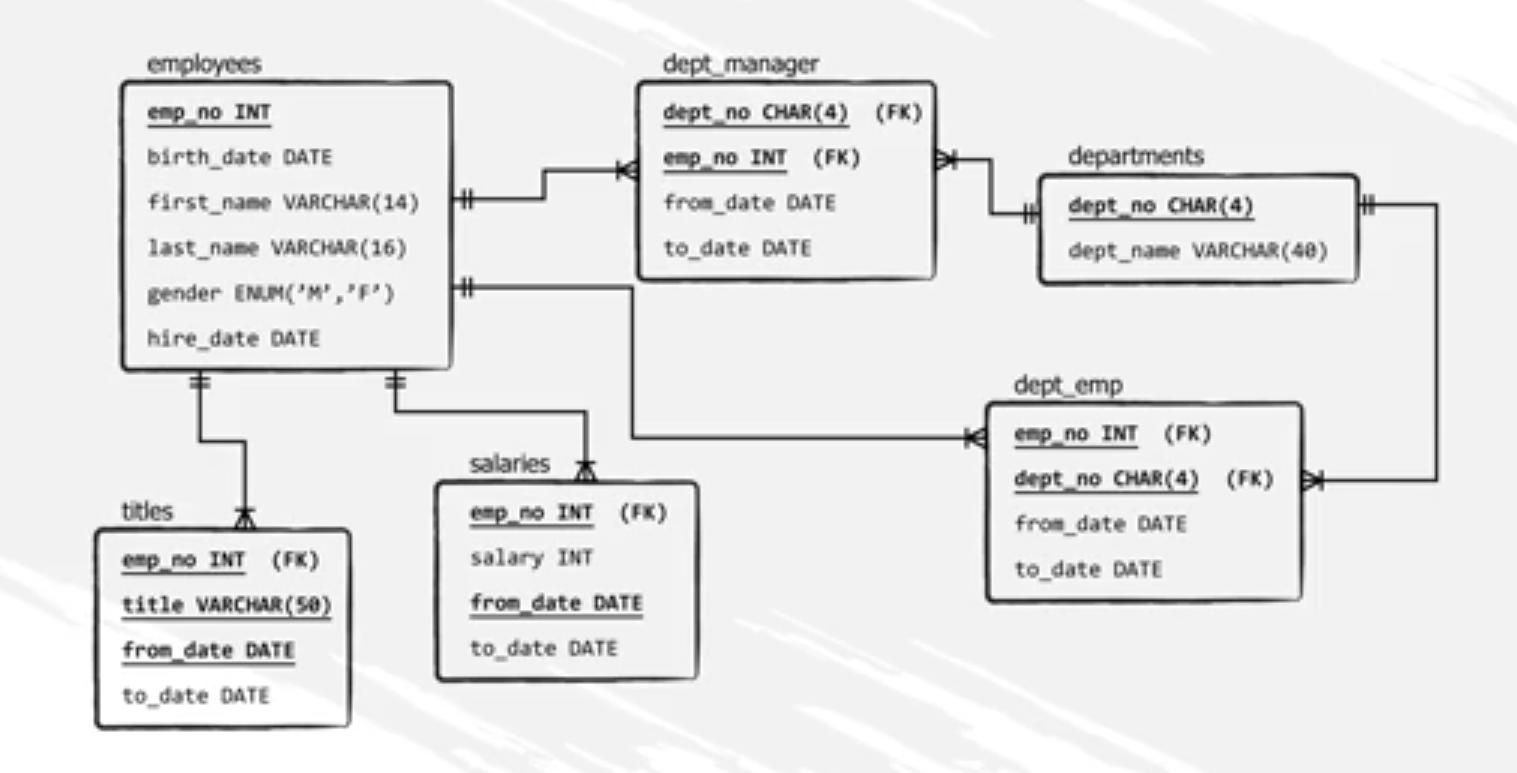 employees
emp_no INT
birth_date DATE
first_name VARCHAR(14)
last_name VARCHAR(16)
gender ENUM(’M’,’F’)
hire_date DATE
dept_manager
dept_no CHAR(4) (FK)
emp_no INT (FK)
from_date DATE
to_date DATE
departments
dept_no CHAR(4)
dept_name VARCHAR(40)
dept_emp
emp_no INT (FK)
dept_no CHAR(4) (FK)
from_date DATE
to_date DATE
salaries
emp_no INT (FK)
salary INT
from_date DATE
to_date DATE
titles
emp_no INT (FK)
title VARCHAR(50)
from_date DATE
to_date DATE